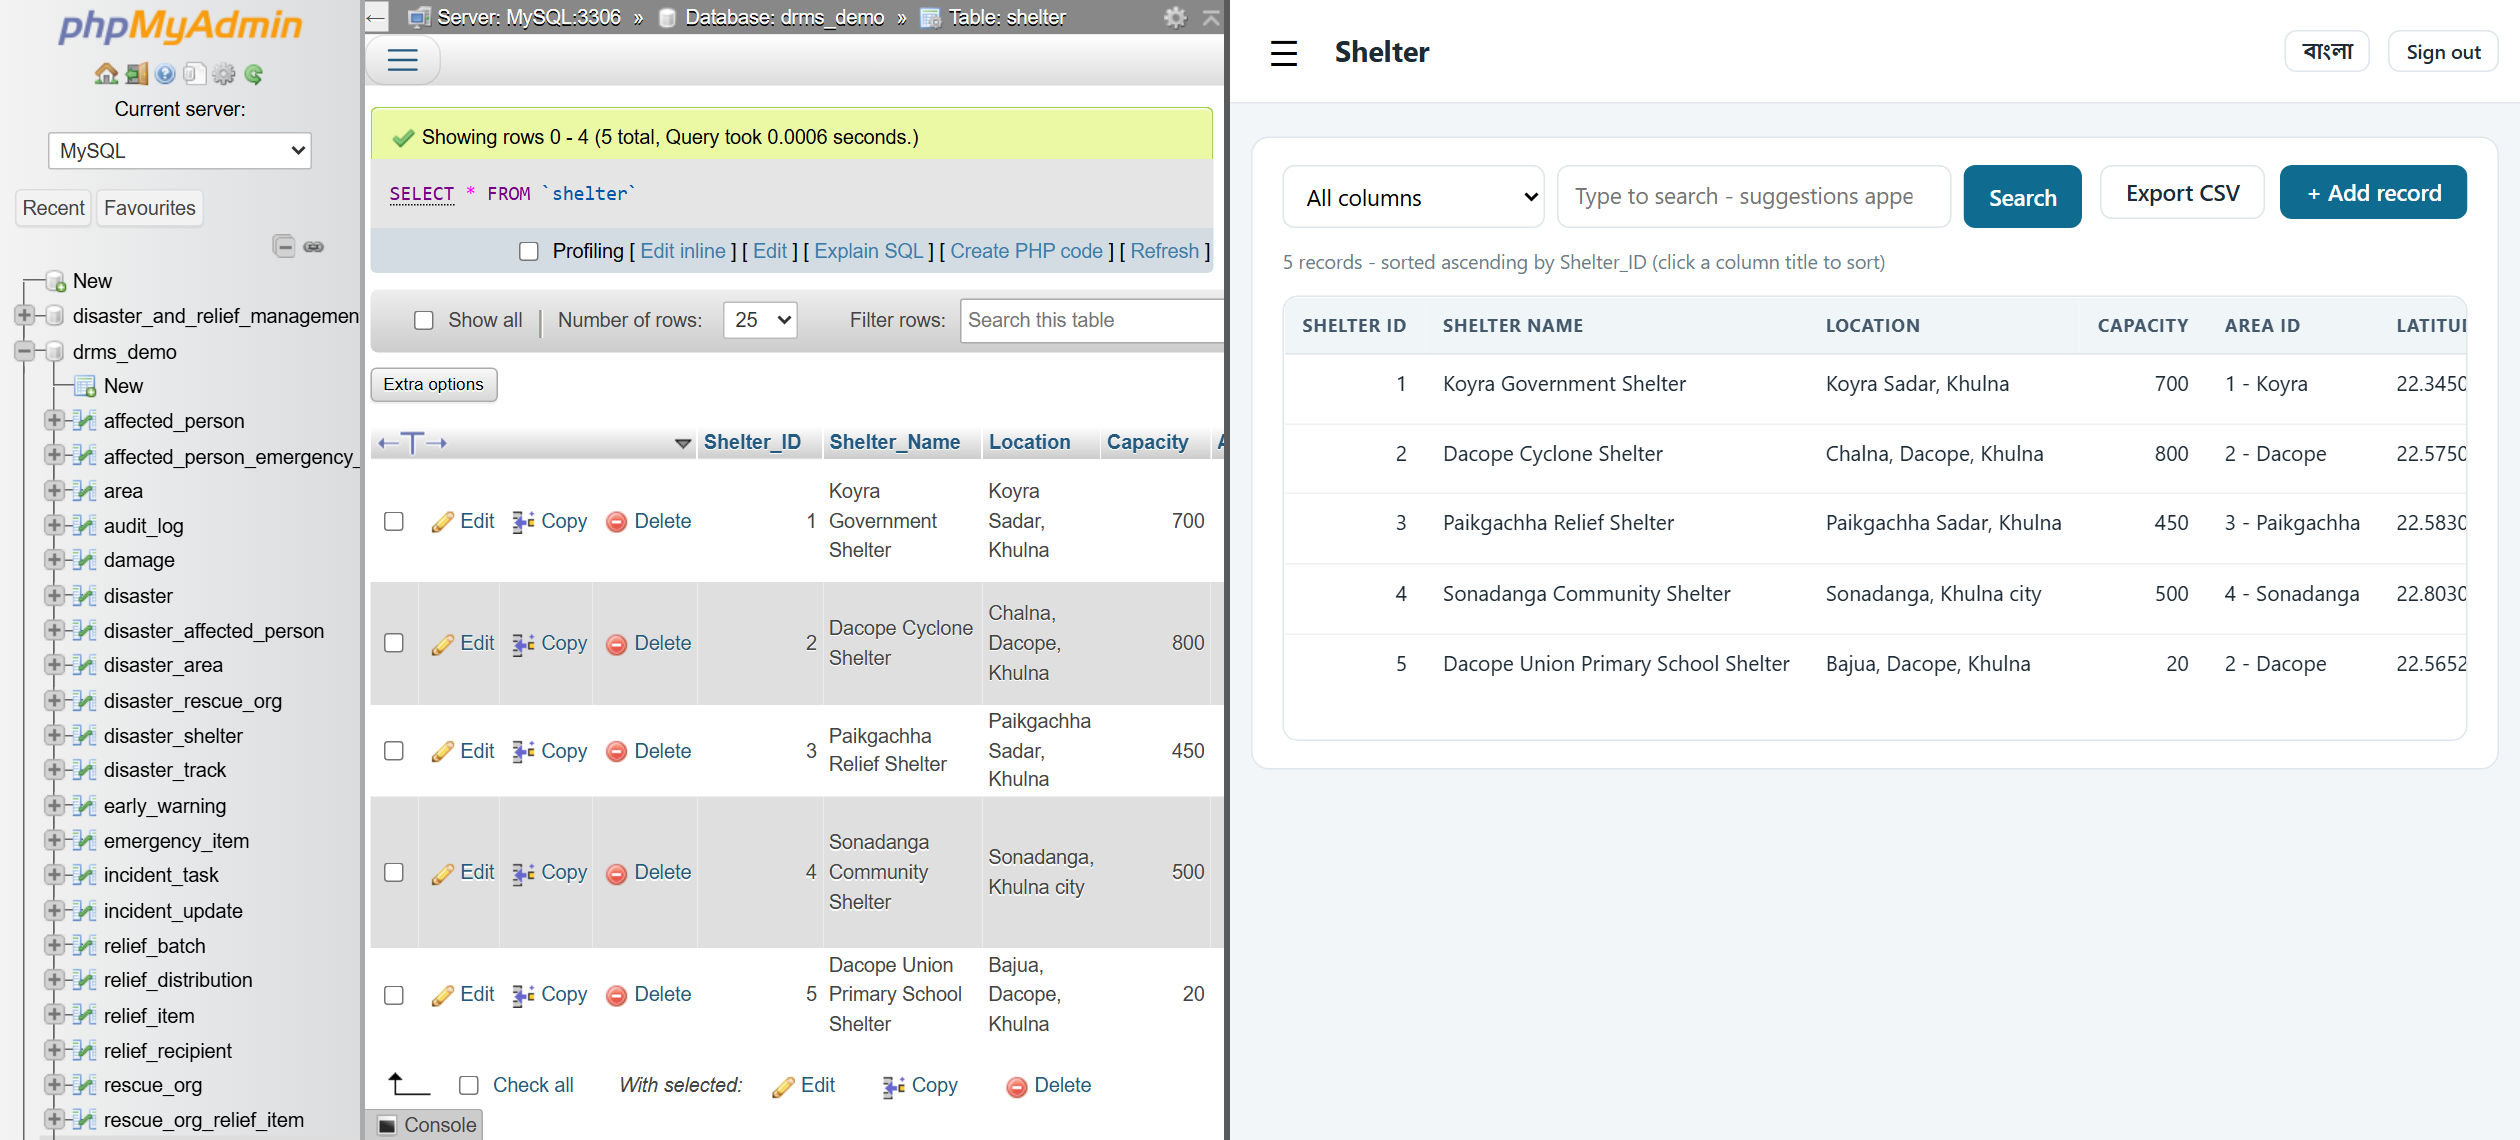 phpMyAdmin
Current server:
MySQL
Recent Favourites
New
disaster_and_relief_managemen
drms_demo
New
affected_person
affected_person_emergency_
area
audit_log
damage
disaster
disaster_affected_person
disaster_area
disaster_rescue_org
disaster_shelter
disaster_track
early_warning
emergency_item
incident_task
incident_update
relief_batch
relief_distribution
relief_item
relief_recipient
rescue_org
rescue_org_relief_item
Server: MySQL:3306 » Database: drms_demo » Table: shelter
Showing rows 0 - 4 (5 total, Query took 0.0006 seconds.)
SELECT * FROM `shelter`
Profiling [ Edit inline ] [ Edit ] [ Explain SQL ] [ Create PHP code ] [ Refresh ]
Show all | Number of rows: 25 Filter rows: Search this table
Extra options
←T→ Shelter_ID Shelter_Name Location Capacity
Edit Copy Delete 1 Koyra Government Shelter Koyra Sadar, Khulna 700
Edit Copy Delete 2 Dacope Cyclone Shelter Chalna, Dacope, Khulna 800
Edit Copy Delete 3 Paikgachha Relief Shelter Paikgachha Sadar, Khulna 450
Edit Copy Delete 4 Sonadanga Community Shelter Sonadanga, Khulna city 500
Edit Copy Delete 5 Dacope Union Primary School Shelter Bajua, Dacope, Khulna 20
Check all With selected: Edit Copy Delete
Console
Shelter
বাংলা
Sign out
All columns
Type to search - suggestions appe
Search
Export CSV
+ Add record
5 records - sorted ascending by Shelter_ID (click a column title to sort)
SHELTER ID SHELTER NAME LOCATION CAPACITY AREA ID LATITU
1 Koyra Government Shelter Koyra Sadar, Khulna 700 1 - Koyra 22.3450
2 Dacope Cyclone Shelter Chalna, Dacope, Khulna 800 2 - Dacope 22.5750
3 Paikgachha Relief Shelter Paikgachha Sadar, Khulna 450 3 - Paikgachha 22.5830
4 Sonadanga Community Shelter Sonadanga, Khulna city 500 4 - Sonadanga 22.8030
5 Dacope Union Primary School Shelter Bajua, Dacope, Khulna 20 2 - Dacope 22.5652